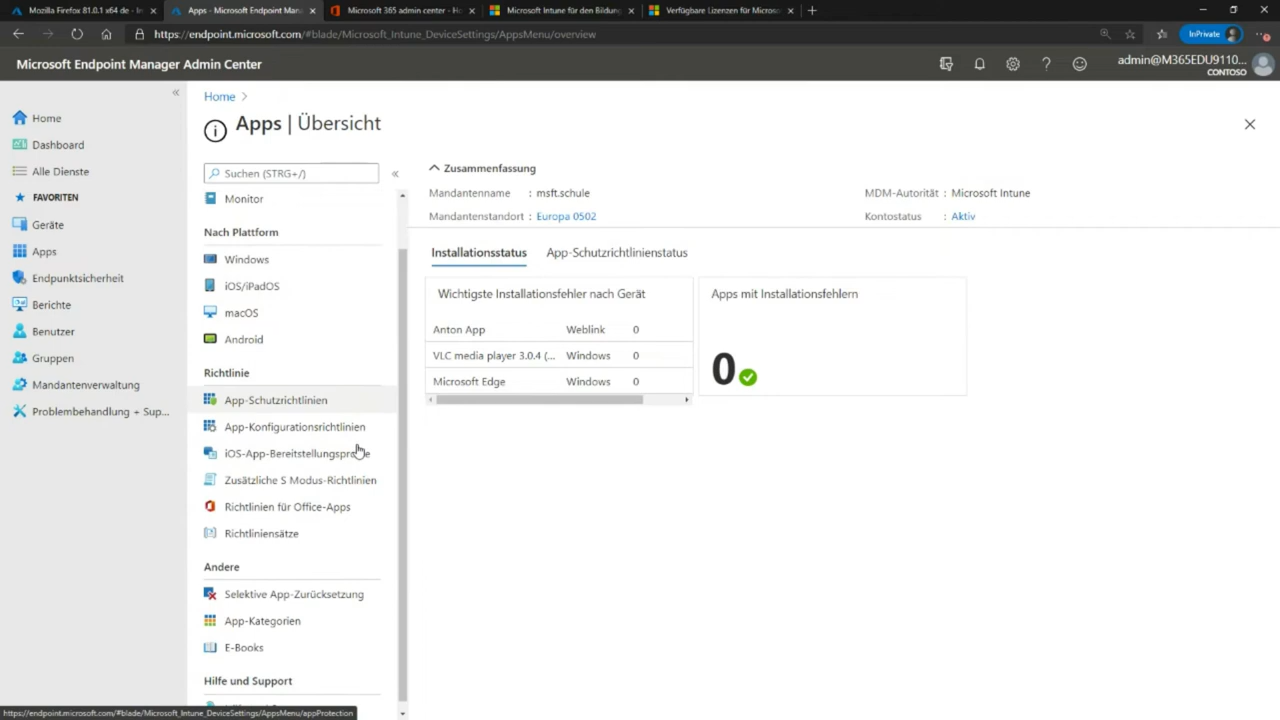 Mozilla Firefox 81.0.1 x64 de - In
Apps - Microsoft Endpoint Mana
Microsoft 365 admin center - Ho
Microsoft Intune für den Bildung
Verfügbare Lizenzen für Microso
https://endpoint.microsoft.com/#blade/Microsoft_Intune_DeviceSettings/AppsMenu/overview
InPrivate
Microsoft Endpoint Manager Admin Center
admin@M365EDU9110...
CONTOSO
Home
Dashboard
Alle Dienste
FAVORITEN
Geräte
Apps
Endpunktsicherheit
Berichte
Benutzer
Gruppen
Mandantenverwaltung
Problembehandlung + Sup...
Home
Apps | Übersicht
Suchen (STRG+/)
Monitor
Nach Plattform
Windows
iOS/iPadOS
macOS
Android
Richtlinie
App-Schutzrichtlinien
App-Konfigurationsrichtlinien
iOS-App-Bereitstellungsprofile
Zusätzliche S Modus-Richtlinien
Richtlinien für Office-Apps
Richtliniensätze
Andere
Selektive App-Zurücksetzung
App-Kategorien
E-Books
Hilfe und Support
Zusammenfassung
Mandantenname : msft.schule
Mandantenstandort : Europa 0502
MDM-Autorität : Microsoft Intune
Kontostatus : Aktiv
Installationsstatus App-Schutzrichtlinienstatus
Wichtigste Installationsfehler nach Gerät
Anton App Weblink 0
VLC media player 3.0.4 (... Windows 0
Microsoft Edge Windows 0
Apps mit Installationsfehlern
0
https://endpoint.microsoft.com/#blade/Microsoft_Intune_DeviceSettings/AppsMenu/appProtection